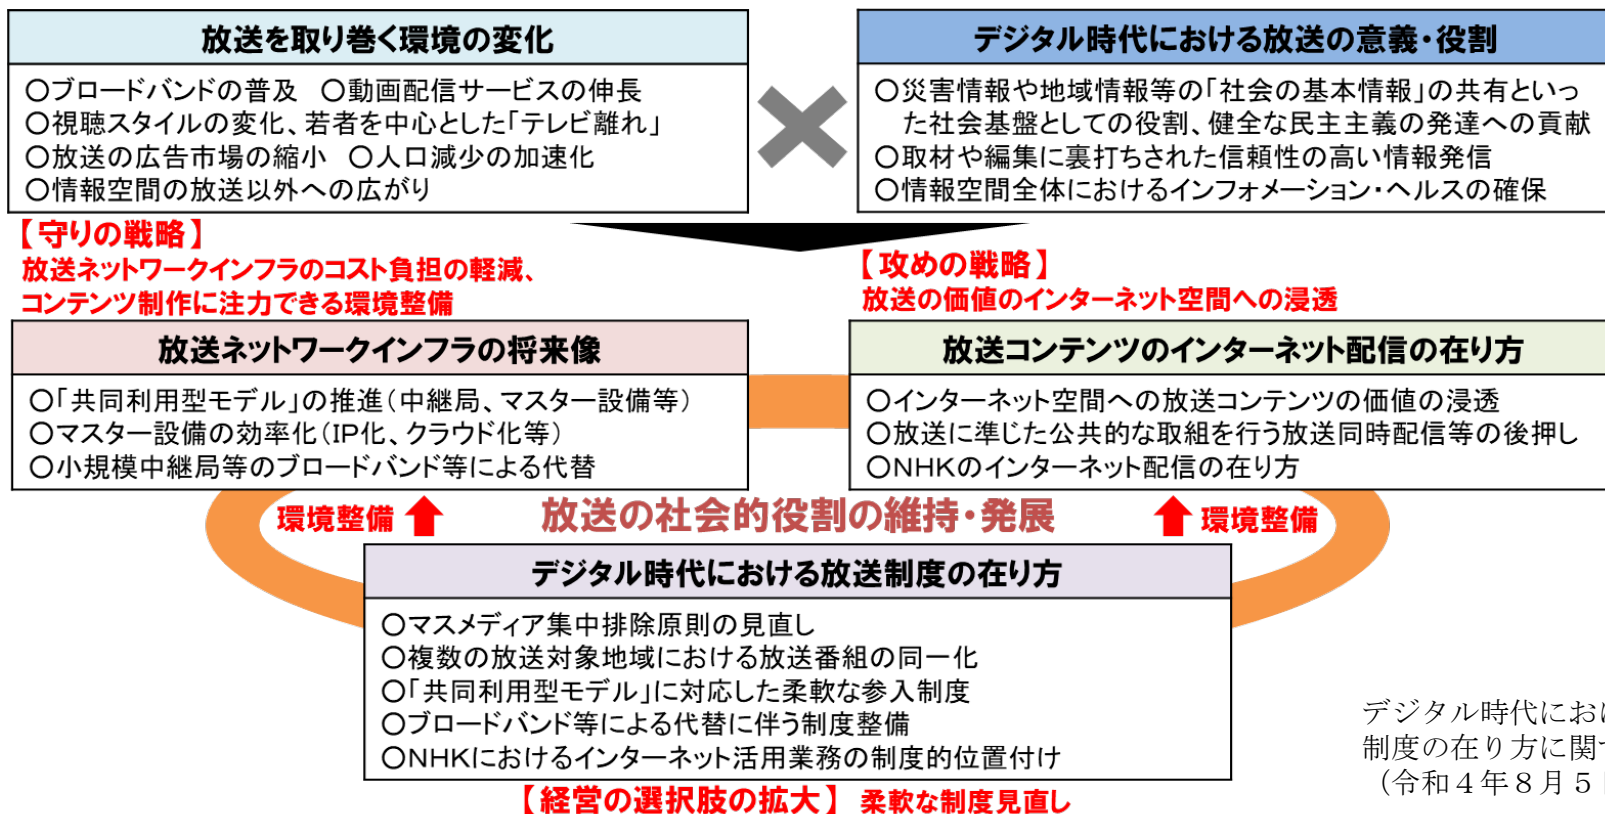 放送を取り巻く環境の変化
○ブロードバンドの普及　○動画配信サービスの伸長
○視聴スタイルの変化、若者を中心とした「テレビ離れ」
○放送の広告市場の縮小　○人口減少の加速化
○情報空間の放送以外への広がり
デジタル時代における放送の意義・役割
○災害情報や地域情報等の「社会の基本情報」の共有といっ
た社会基盤としての役割、健全な民主主義の発達への貢献
○取材や編集に裏打ちされた信頼性の高い情報発信
○情報空間全体におけるインフォメーション・ヘルスの確保
【守りの戦略】
放送ネットワークインフラのコスト負担の軽減、
コンテンツ制作に注力できる環境整備
放送ネットワークインフラの将来像
○「共同利用型モデル」の推進（中継局、マスター設備等）
○マスター設備の効率化（IP化、クラウド化等）
○小規模中継局等のブロードバンド等による代替
【攻めの戦略】
放送の価値のインターネット空間への浸透
放送コンテンツのインターネット配信の在り方
○インターネット空間への放送コンテンツの価値の浸透
○放送に準じた公共的な取組を行う放送同時配信等の後押し
○NHKのインターネット配信の在り方
環境整備
放送の社会的役割の維持・発展
環境整備
デジタル時代における放送制度の在り方
○マスメディア集中排除原則の見直し
○複数の放送対象地域における放送番組の同一化
○「共同利用型モデル」に対応した柔軟な参入制度
○ブロードバンド等による代替に伴う制度整備
○NHKにおけるインターネット活用業務の制度的位置付け
【経営の選択肢の拡大】 柔軟な制度見直し
デジタル時代にお
制度の在り方に関
（令和４年８月５